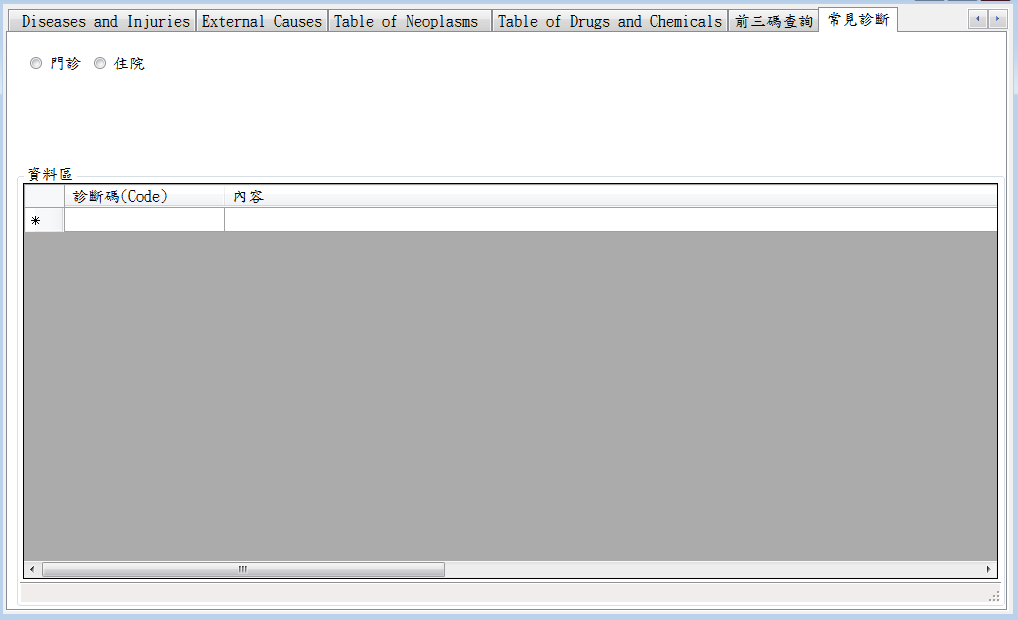 Diseases and Injuries External Causes Table of Neoplasms Table of Drugs and Chemicals 前三碼查詢 常見診斷
門診 住院
資料區
診斷碼(Code) 內容
*